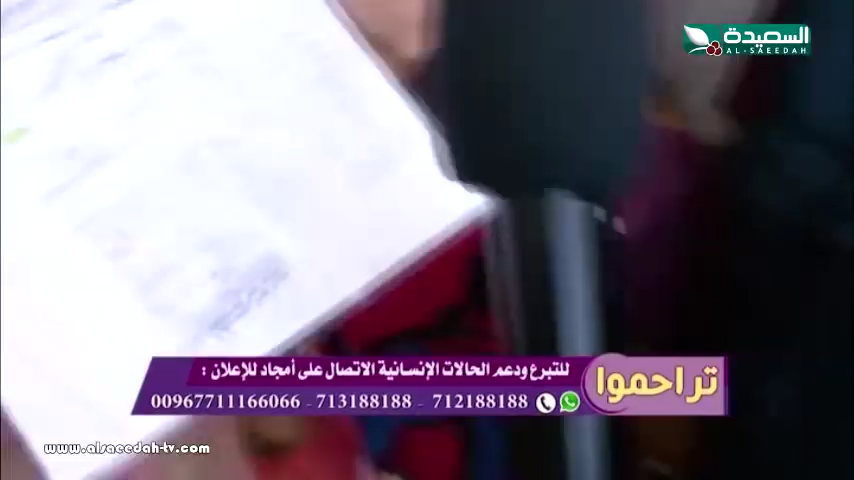 السعيدة
AL-SAEEDAH
تراحموا
للتبرع ودعم الحالات الإنسانية الاتصال على أمجاد للإعلان :
00967711166066 - 713188188 - 712188188
www.alsaeedah-tv.com